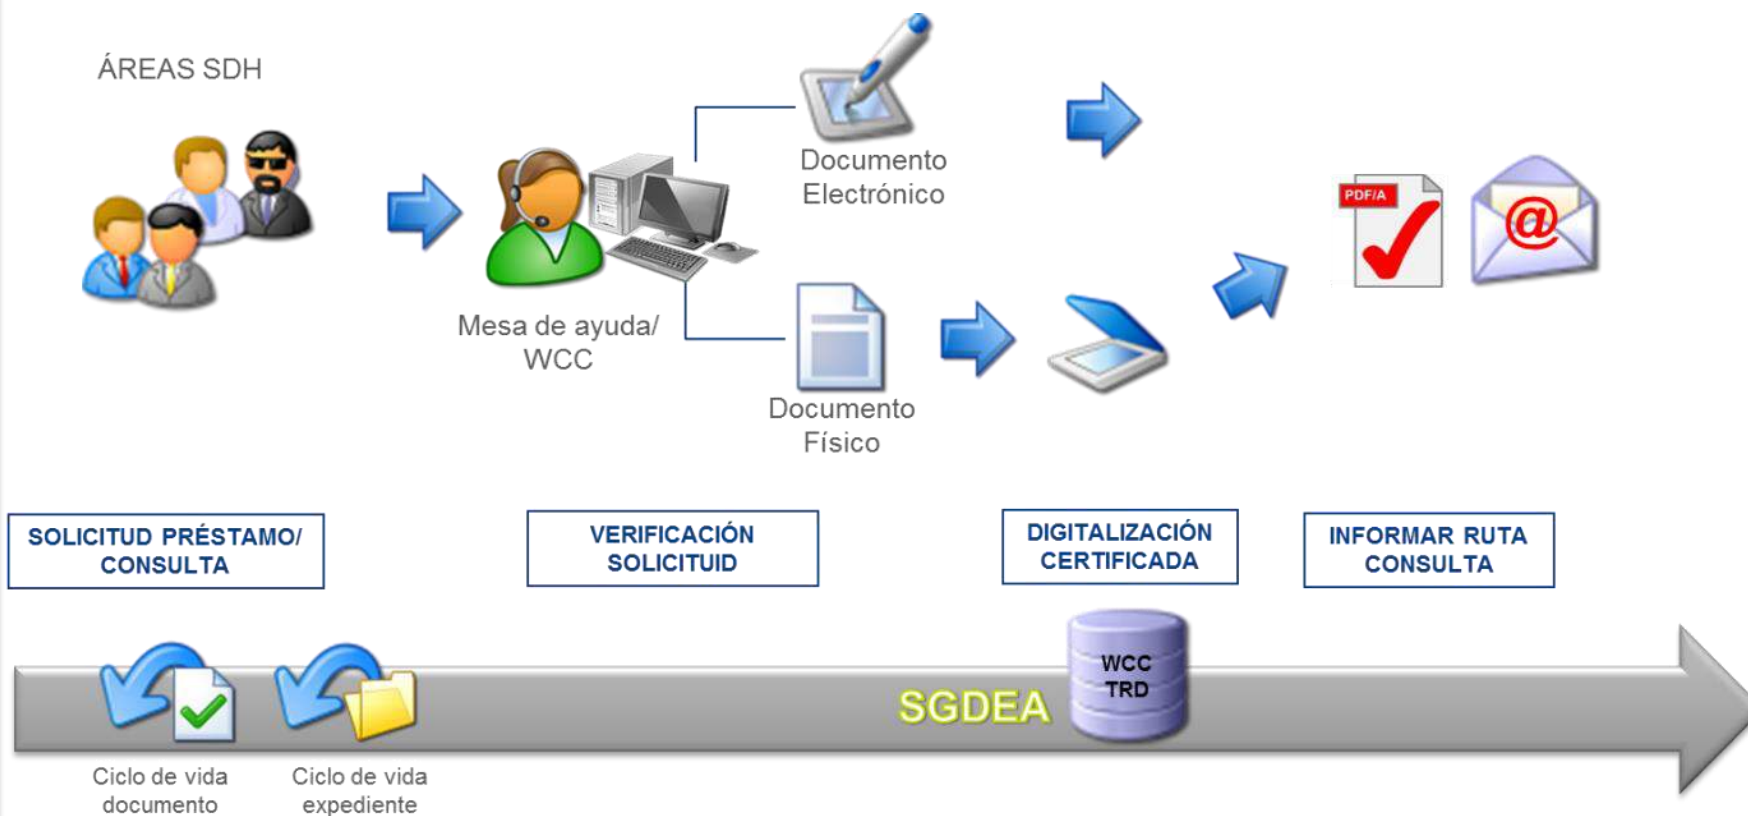 ÁREAS SDH
Documento
Electrónico
PDF/A
@
Mesa de ayuda/
WCC
Documento
Físico
SOLICITUD PRÉSTAMO/
CONSULTA
VERIFICACIÓN
SOLICITUID
DIGITALIZACIÓN
CERTIFICADA
INFORMAR RUTA
CONSULTA
SGDEA
WCC
TRD
Ciclo de vida
documento
Ciclo de vida
expediente